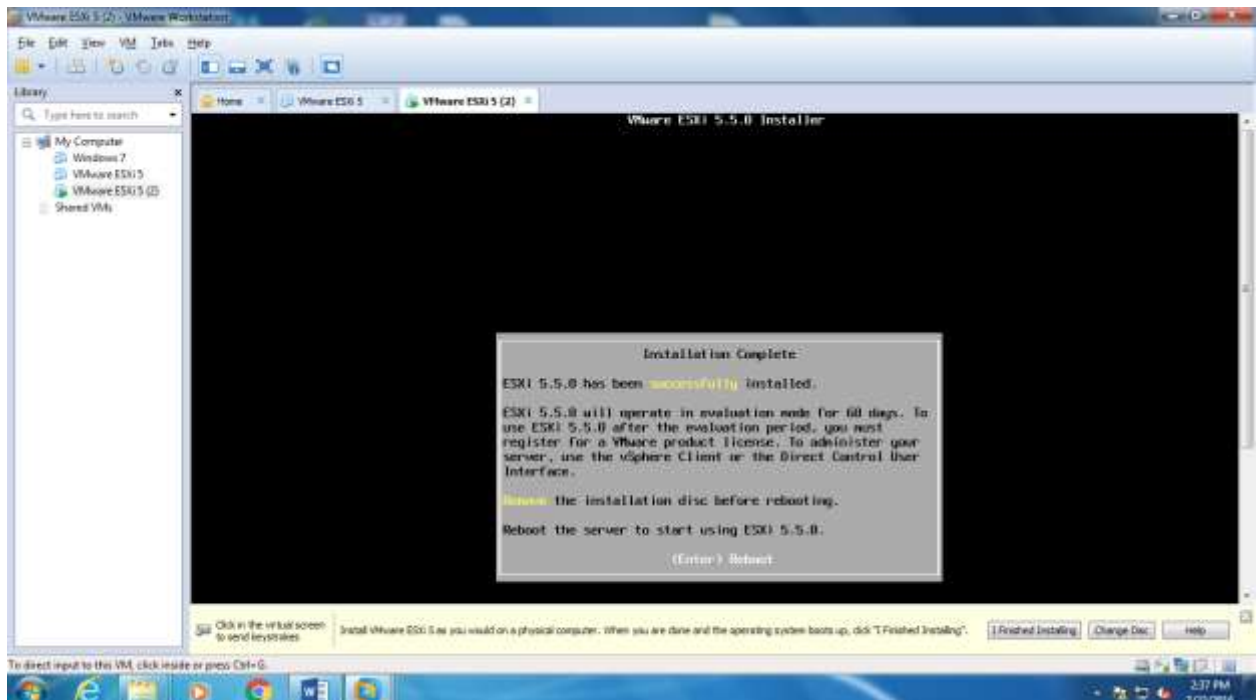 VMware ESXi 5 (2) - VMware Workstation
File Edit View VM Tabs Help
Library
Type here to search
My Computer
Windows 7
VMware ESXi 5
VMware ESXi 5 (2)
Shared VMs
Home
VMware ESXi 5
VMware ESXi 5 (2)
VMware ESXi 5.5.0 Installer
Installation Complete
ESXi 5.5.0 has been successfully installed.
ESXi 5.5.0 will operate in evaluation mode for 60 days. To
use ESXi 5.5.0 after the evaluation period, you must
register for a VMware product license. To administer your
server, use the vSphere Client or the Direct Control User
Interface.
Remove the installation disc before rebooting.
Reboot the server to start using ESXi 5.5.0.
(Enter) Reboot
Click in the virtual screen
to send keystrokes
Install VMware ESXi 5 as you would on a physical computer. When you are done and the operating system boots up, click "I Finished Installing".
I Finished Installing
Change Disc
Help
To direct input to this VM, click inside or press Ctrl+G.
2:37 PM